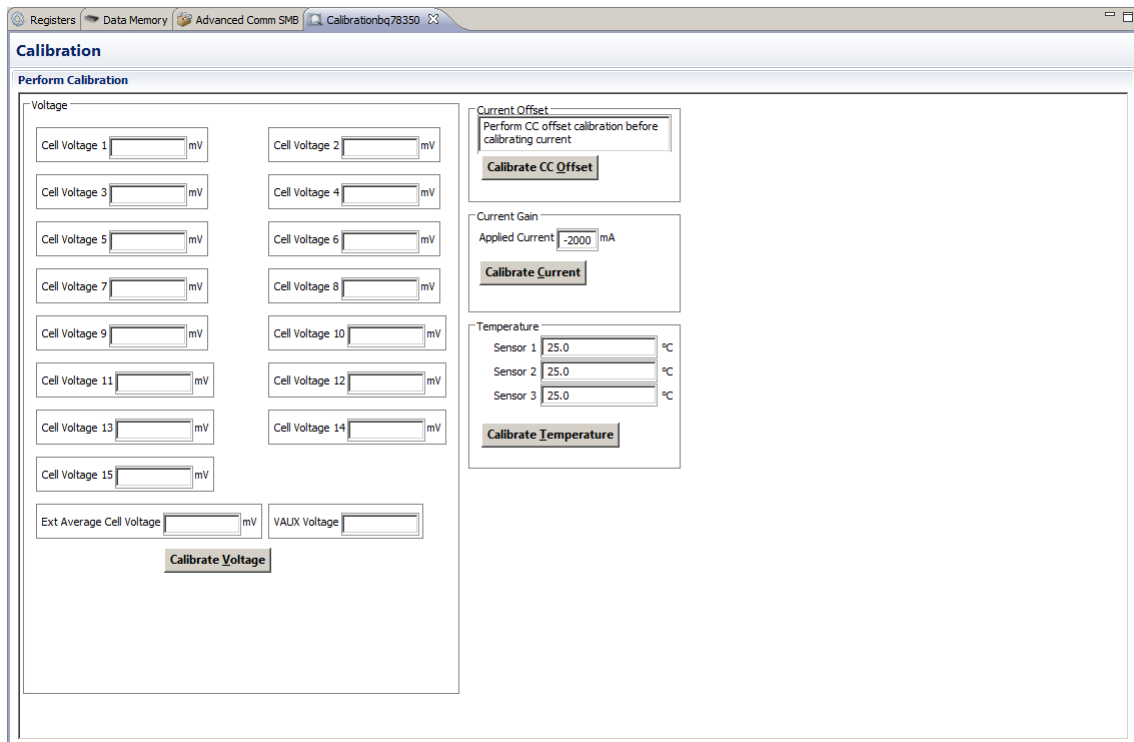 Registers Data Memory Advanced Comm SMB Calibrationbq78350
Calibration
Perform Calibration
Voltage
Cell Voltage 1 mV Cell Voltage 2 mV
Cell Voltage 3 mV Cell Voltage 4 mV
Cell Voltage 5 mV Cell Voltage 6 mV
Cell Voltage 7 mV Cell Voltage 8 mV
Cell Voltage 9 mV Cell Voltage 10 mV
Cell Voltage 11 mV Cell Voltage 12 mV
Cell Voltage 13 mV Cell Voltage 14 mV
Cell Voltage 15 mV
Ext Average Cell Voltage mV VAUX Voltage
Calibrate Voltage
Current Offset
Perform CC offset calibration before
calibrating current
Calibrate CC Offset
Current Gain
Applied Current -2000 mA
Calibrate Current
Temperature
Sensor 1 25.0 ºC
Sensor 2 25.0 ºC
Sensor 3 25.0 ºC
Calibrate Temperature